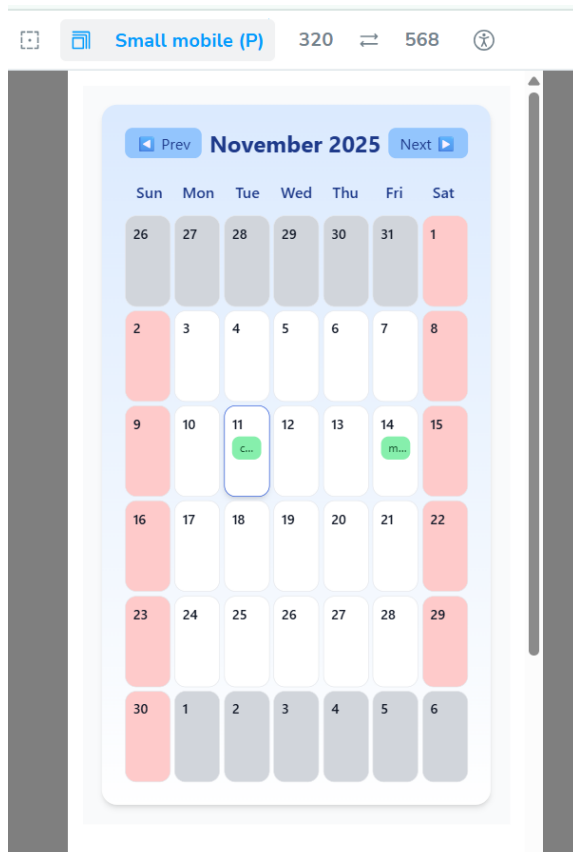 Small mobile (P) 320 568
◀ Prev November 2025 Next ▶
Sun Mon Tue Wed Thu Fri Sat
26 27 28 29 30 31 1
2 3 4 5 6 7 8
9 10 11 12 13 14 15
c... m...
16 17 18 19 20 21 22
23 24 25 26 27 28 29
30 1 2 3 4 5 6